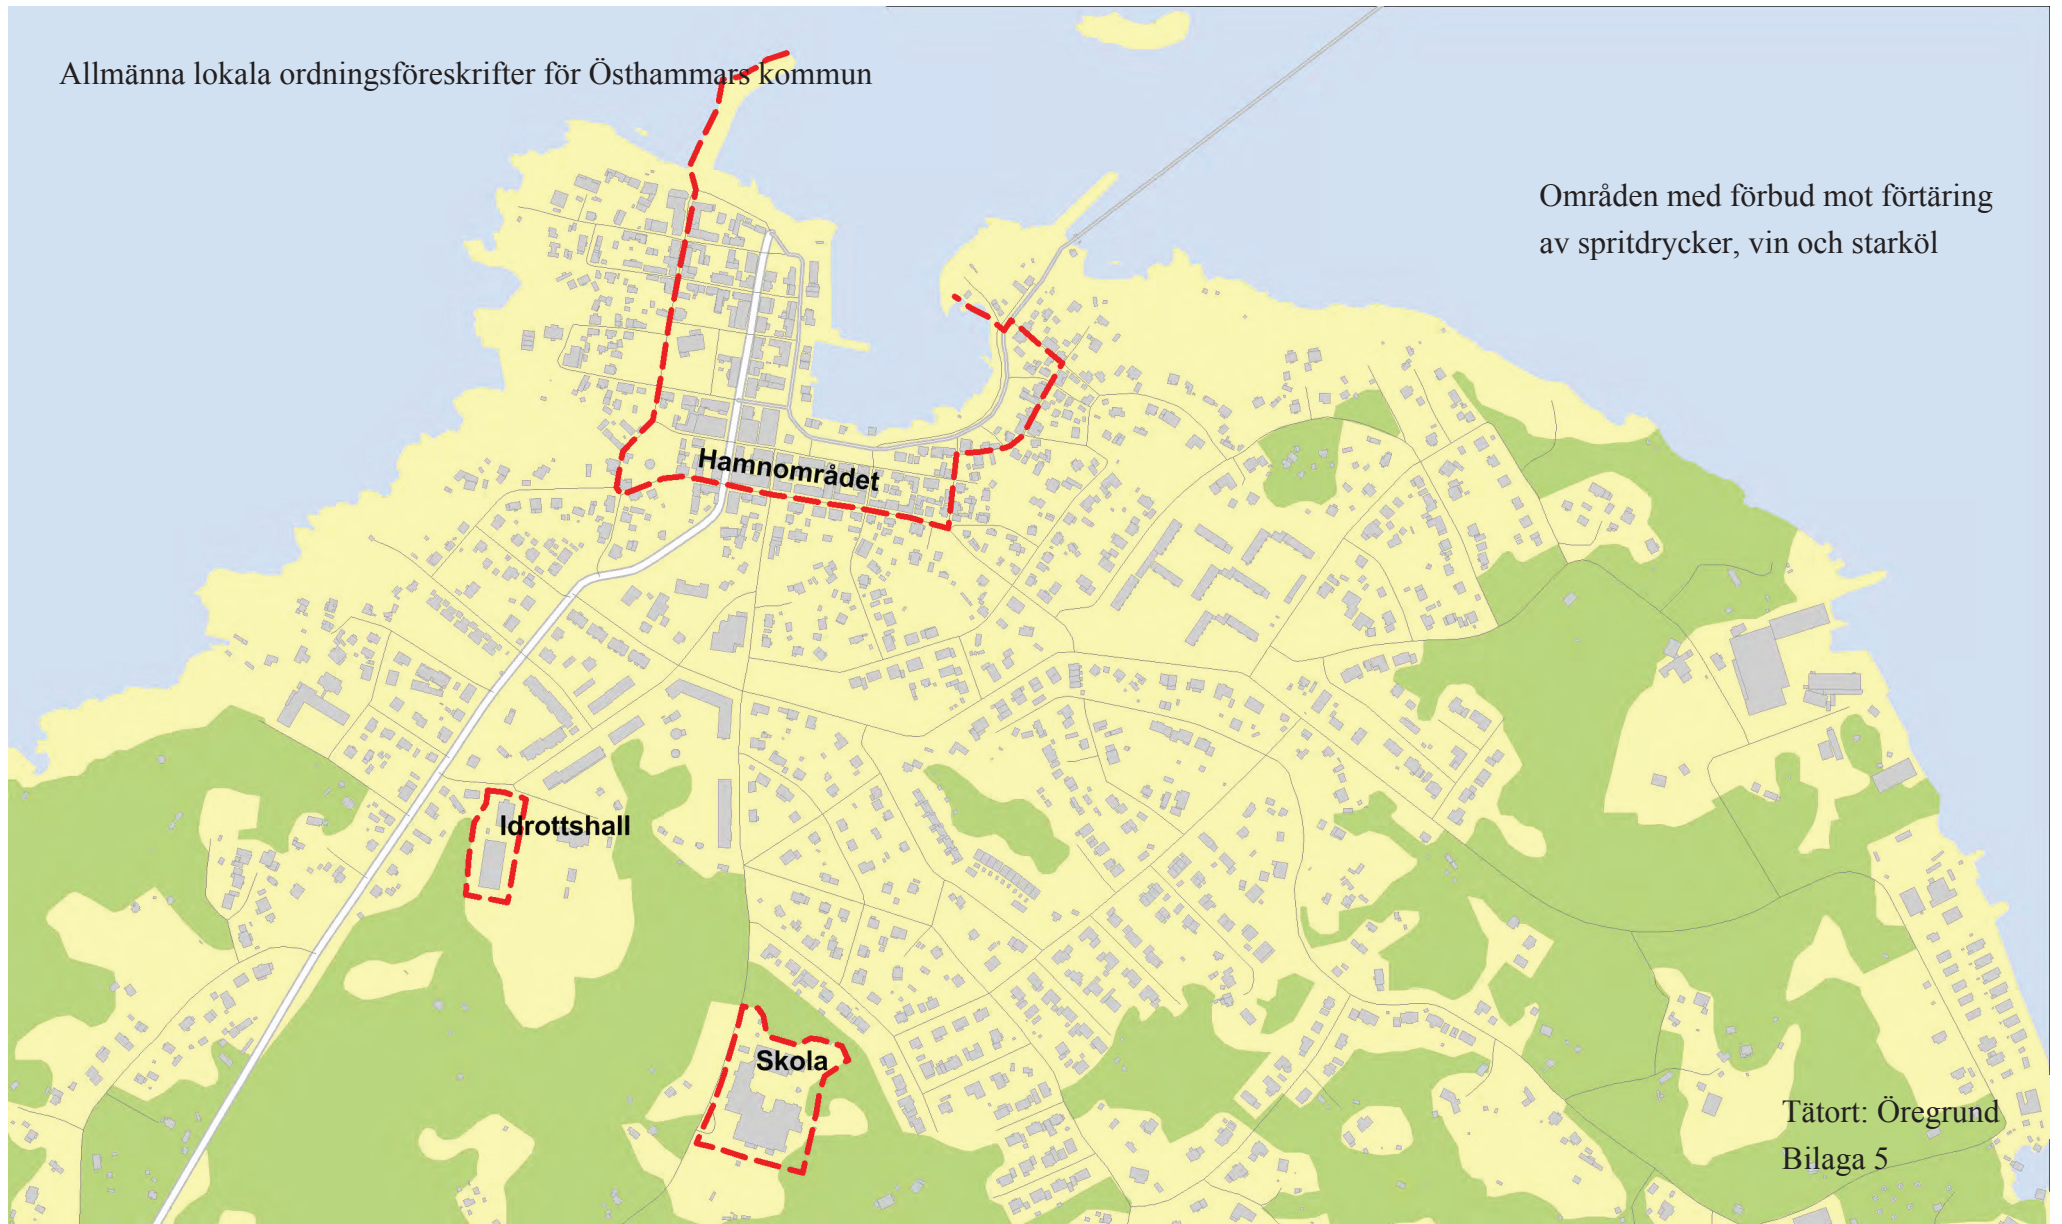 Allmänna lokala ordningsföreskrifter för Östhammars kommun
Områden med förbud mot förtäring
av spritdrycker, vin och starköl
Hamnområdet
Idrottshall
Skola
Tätort: Öregrund
Bilaga 5